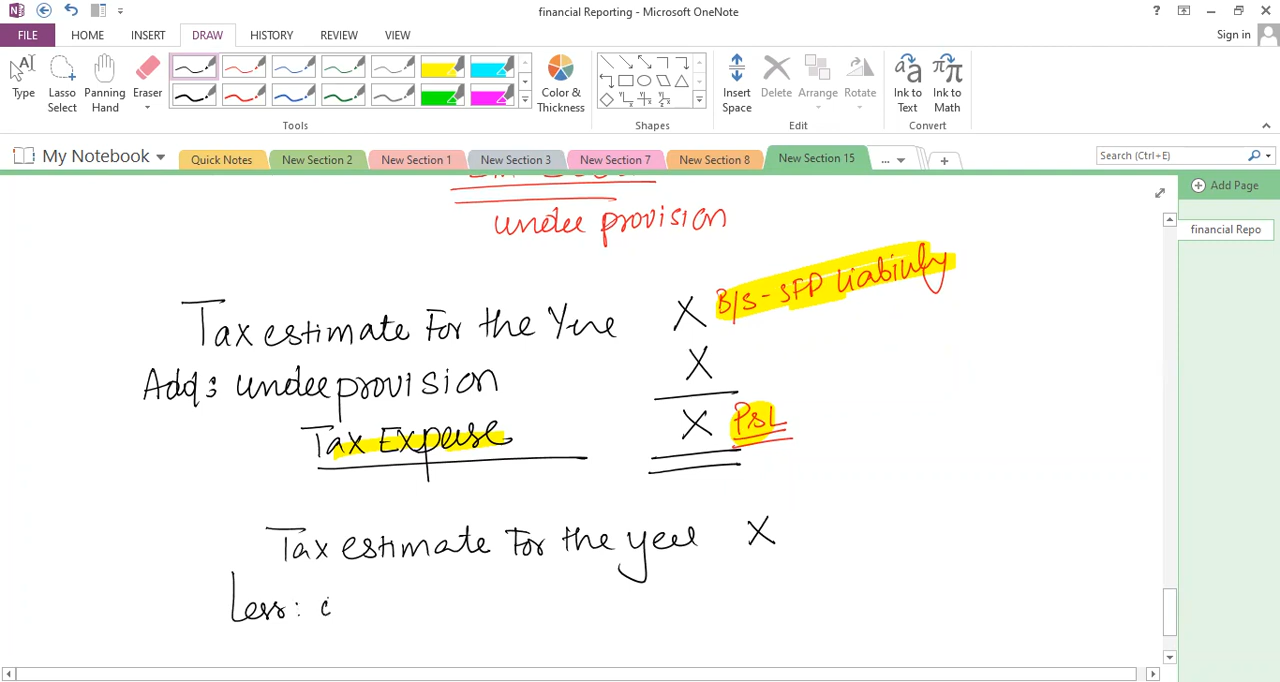 financial Reporting - Microsoft OneNote
Sign in
FILE HOME INSERT DRAW HISTORY REVIEW VIEW
Type Lasso Select Panning Hand Eraser Color & Thickness Insert Space Delete Arrange Rotate Ink to Text Ink to Math
Tools Shapes Edit Convert
My Notebook Quick Notes New Section 2 New Section 1 New Section 3 New Section 7 New Section 8 New Section 15 ... Search (Ctrl+E)
Add Page
financial Repo
under provision
Tax estimate For the Year X B/S - SFP Liability
Add: underprovision X
Tax Expense X P&L
Tax estimate For the year X
Less: